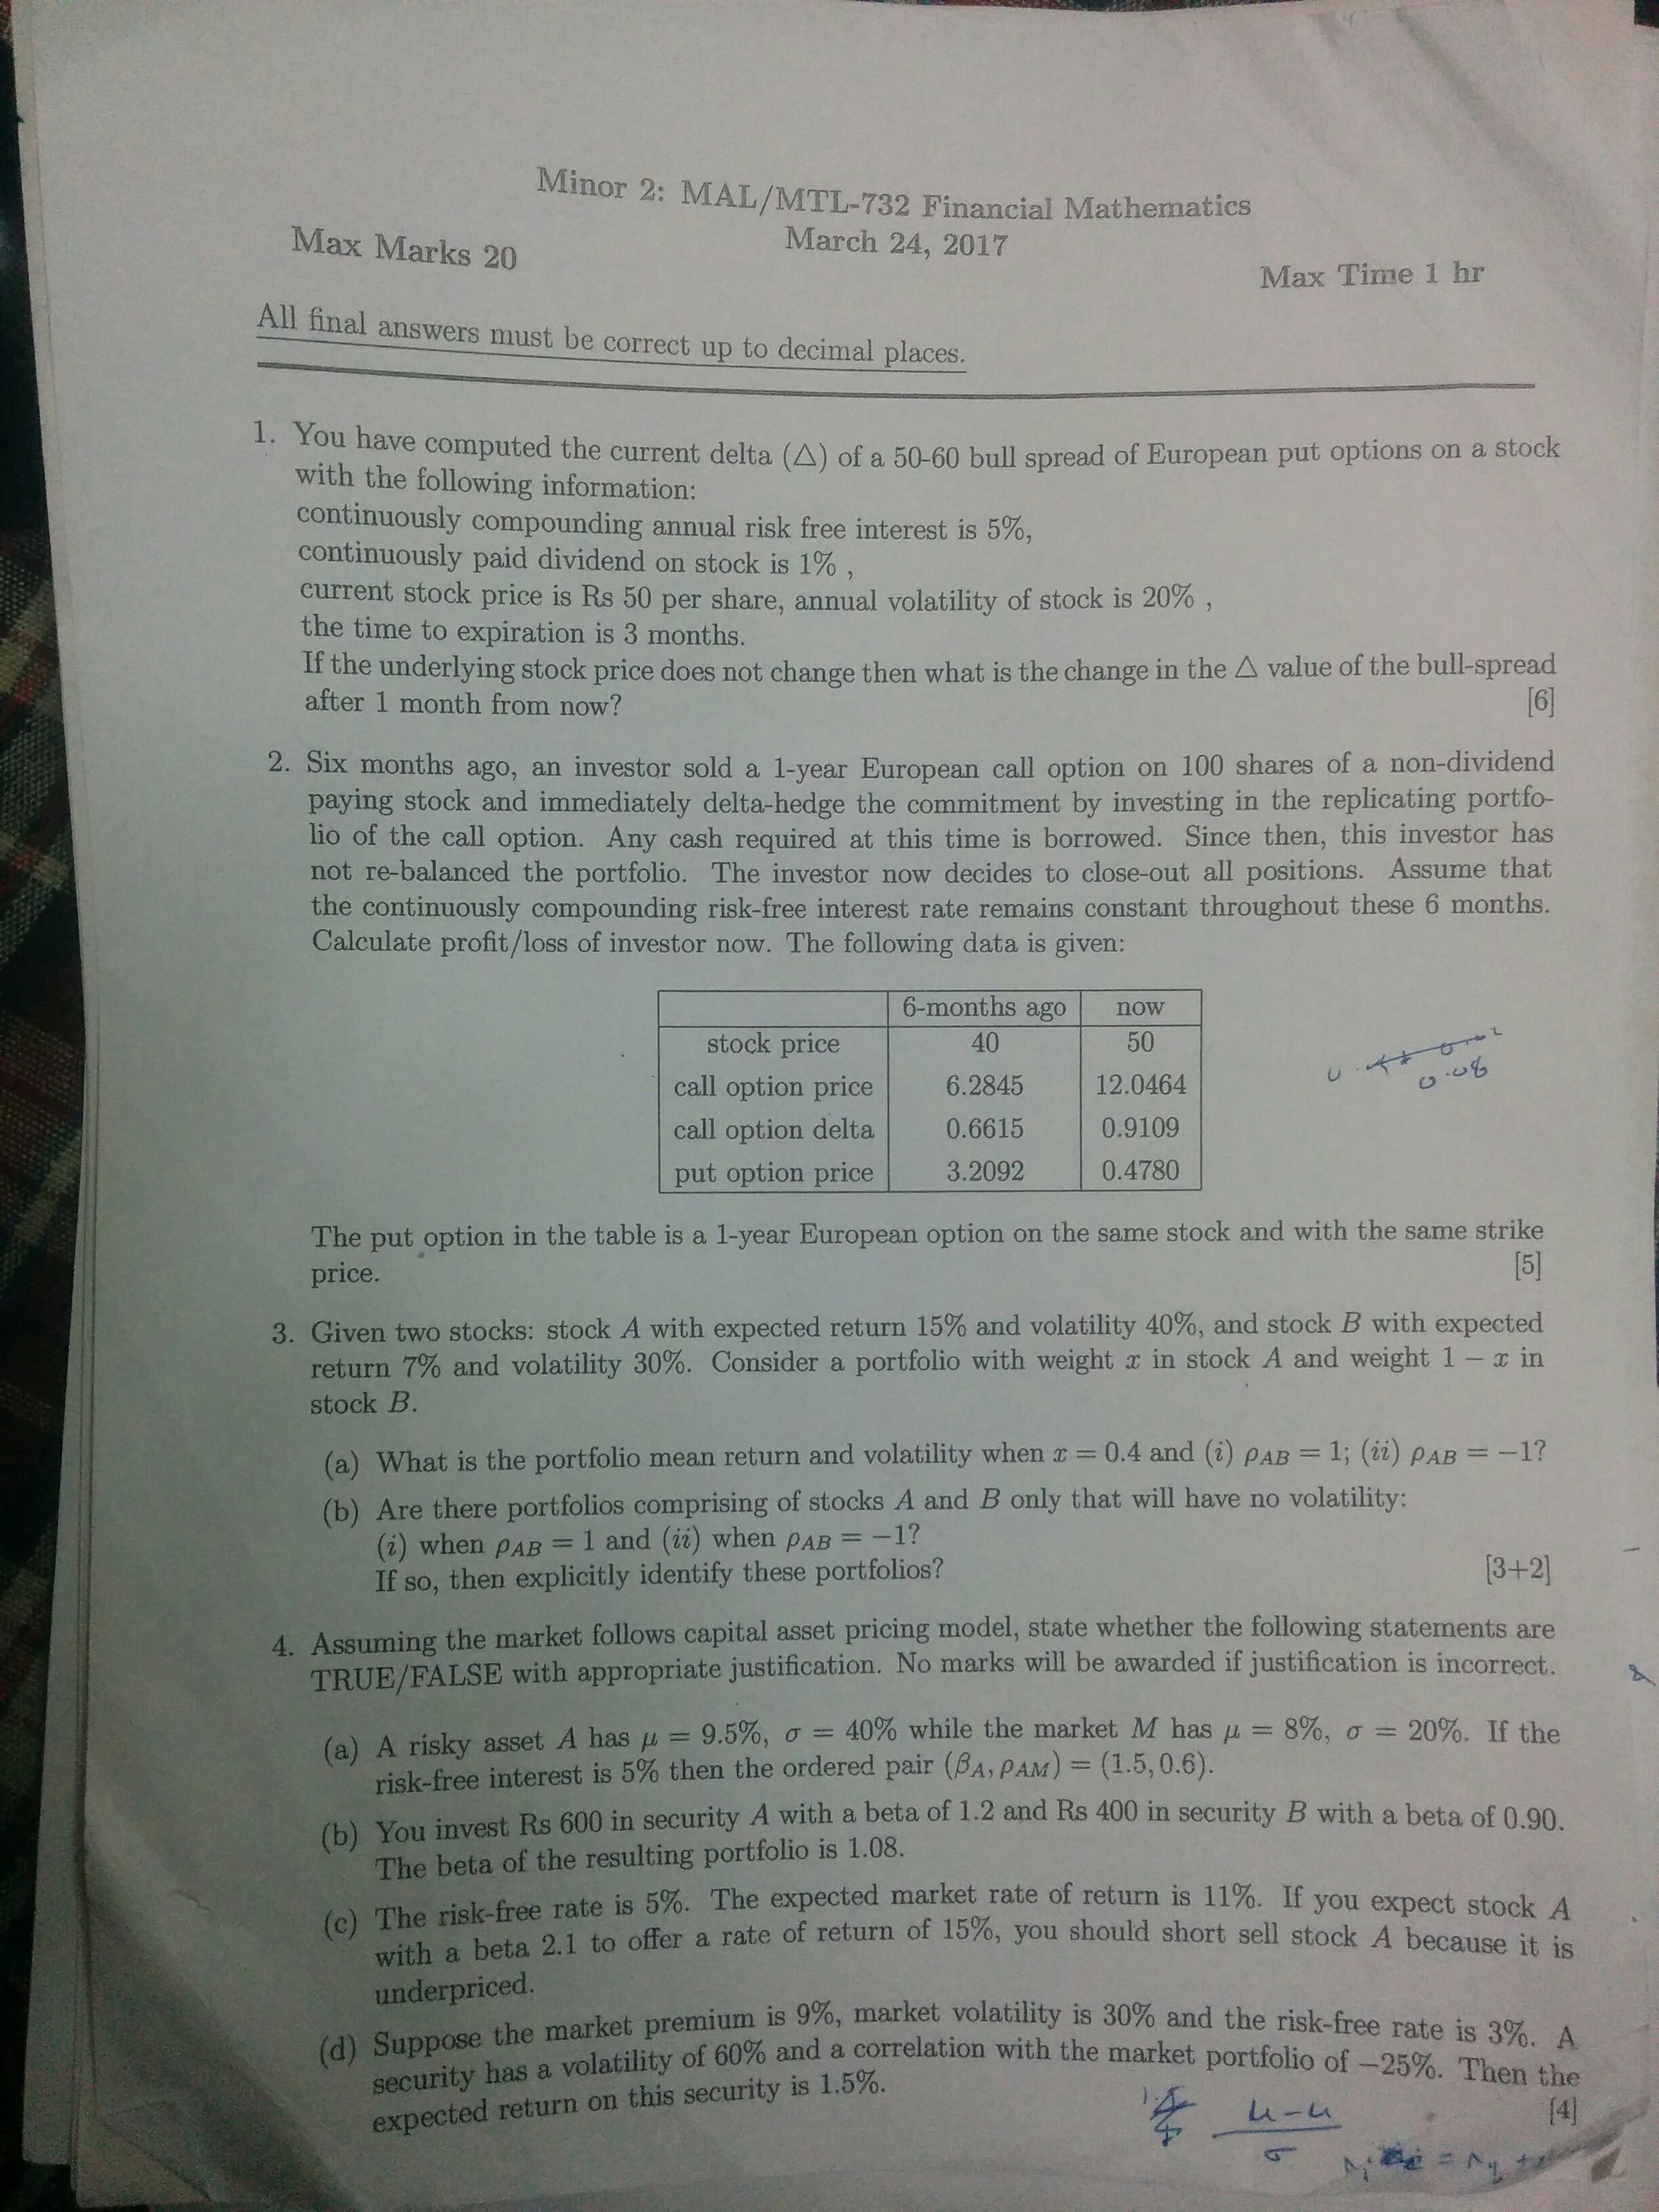 Minor 2: MAL/MTL-732 Financial Mathematics
March 24, 2017
Max Marks 20
Max Time 1 hr
All final answers must be correct up to decimal places.
1. You have computed the current delta (△) of a 50-60 bull spread of European put options on a stock
with the following information:
continuously compounding annual risk free interest is 5%,
continuously paid dividend on stock is 1% ,
current stock price is Rs 50 per share, annual volatility of stock is 20% ,
the time to expiration is 3 months.
If the underlying stock price does not change then what is the change in the △ value of the bull-spread
after 1 month from now? [6]
2. Six months ago, an investor sold a 1-year European call option on 100 shares of a non-dividend
paying stock and immediately delta-hedge the commitment by investing in the replicating portfo-
lio of the call option. Any cash required at this time is borrowed. Since then, this investor has
not re-balanced the portfolio. The investor now decides to close-out all positions. Assume that
the continuously compounding risk-free interest rate remains constant throughout these 6 months.
Calculate profit/loss of investor now. The following data is given:
6-months ago now
stock price 40 50
call option price 6.2845 12.0464
call option delta 0.6615 0.9109
put option price 3.2092 0.4780
0.08
The put option in the table is a 1-year European option on the same stock and with the same strike
price. [5]
3. Given two stocks: stock A with expected return 15% and volatility 40%, and stock B with expected
return 7% and volatility 30%. Consider a portfolio with weight x in stock A and weight 1 − x in
stock B.
(a) What is the portfolio mean return and volatility when x = 0.4 and (i) ρAB = 1; (ii) ρAB = −1?
(b) Are there portfolios comprising of stocks A and B only that will have no volatility:
(i) when ρAB = 1 and (ii) when ρAB = −1?
If so, then explicitly identify these portfolios? [3+2]
4. Assuming the market follows capital asset pricing model, state whether the following statements are
TRUE/FALSE with appropriate justification. No marks will be awarded if justification is incorrect.
(a) A risky asset A has μ = 9.5%, σ = 40% while the market M has μ = 8%, σ = 20%. If the
risk-free interest is 5% then the ordered pair (βA, ρAM) = (1.5, 0.6).
(b) You invest Rs 600 in security A with a beta of 1.2 and Rs 400 in security B with a beta of 0.90.
The beta of the resulting portfolio is 1.08.
(c) The risk-free rate is 5%. The expected market rate of return is 11%. If you expect stock A
with a beta 2.1 to offer a rate of return of 15%, you should short sell stock A because it is
underpriced.
(d) Suppose the market premium is 9%, market volatility is 30% and the risk-free rate is 3%. A
security has a volatility of 60% and a correlation with the market portfolio of −25%. Then the
expected return on this security is 1.5%. [4]
μ-μ
σ